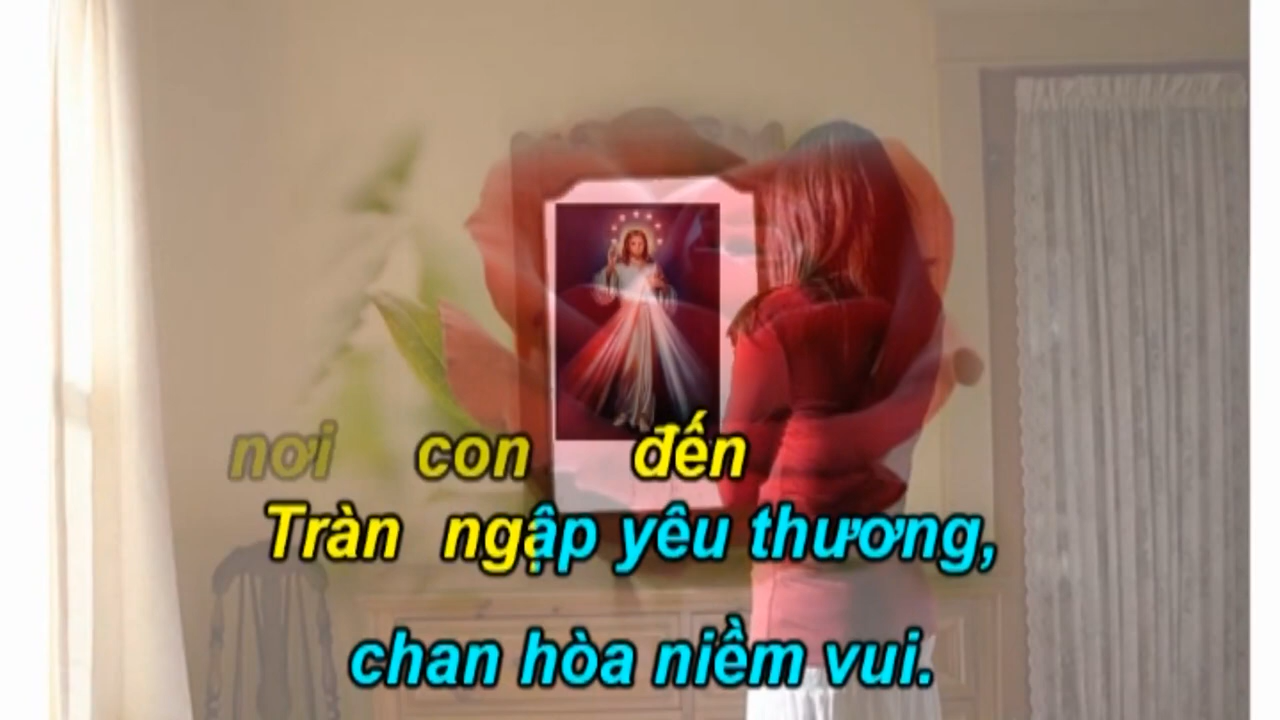 nơi con đến
Tràn ngập yêu thương,
chan hòa niềm vui.